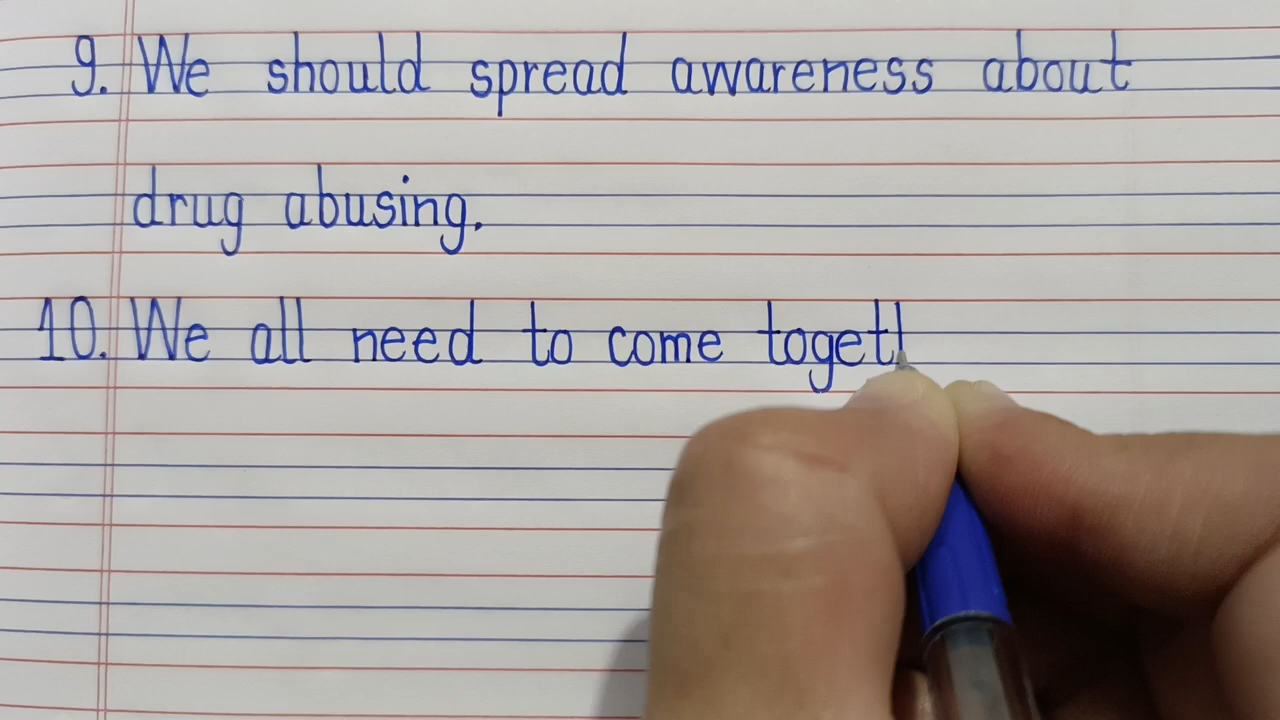 9. We should spread awareness about
drug abusing.
10. We all need to come togetl